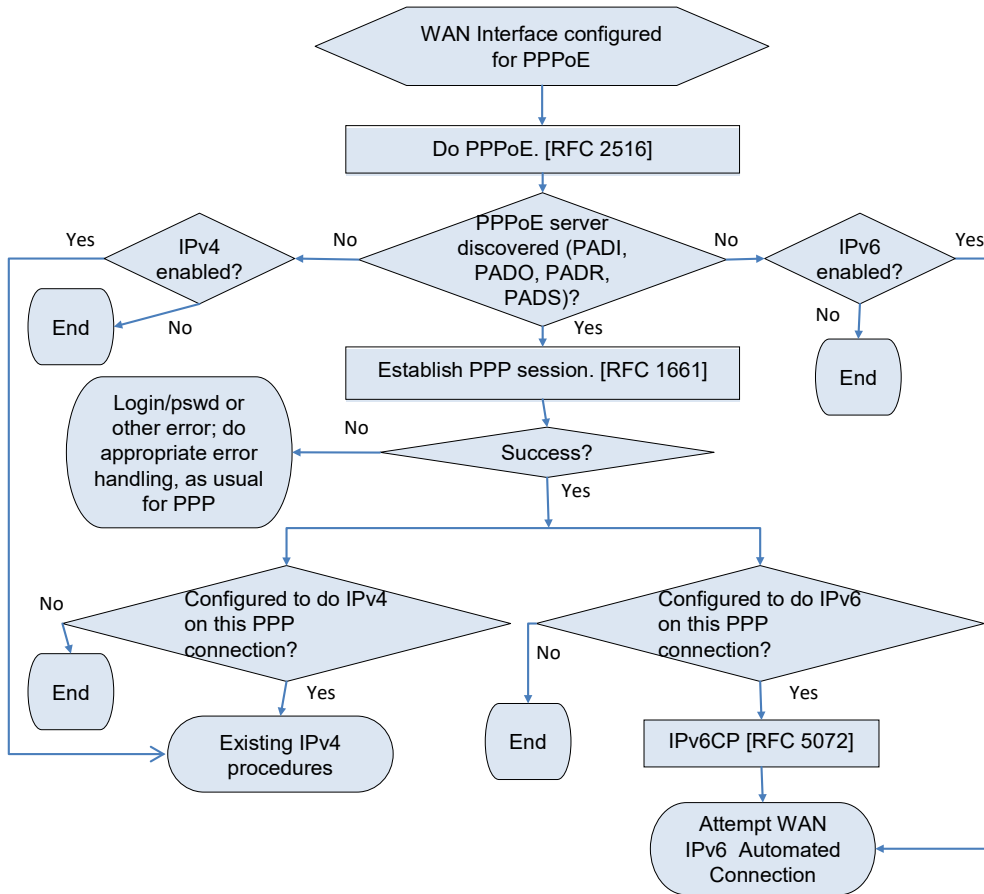 WAN Interface configured
for PPPoE
Do PPPoE. [RFC 2516]
Yes
IPv4
enabled?
No
PPPoE server
discovered (PADI,
PADO, PADR,
PADS)?
No
IPv6
enabled?
Yes
End
No
Yes
No
End
Establish PPP session. [RFC 1661]
Login/pswd or
other error; do
appropriate error
handling, as usual
for PPP
No
Success?
Yes
No
Configured to do IPv4
on this PPP
connection?
End
Yes
Existing IPv4
procedures
Configured to do IPv6
on this PPP
connection?
No
Yes
End
IPv6CP [RFC 5072]
Attempt WAN
IPv6 Automated
Connection